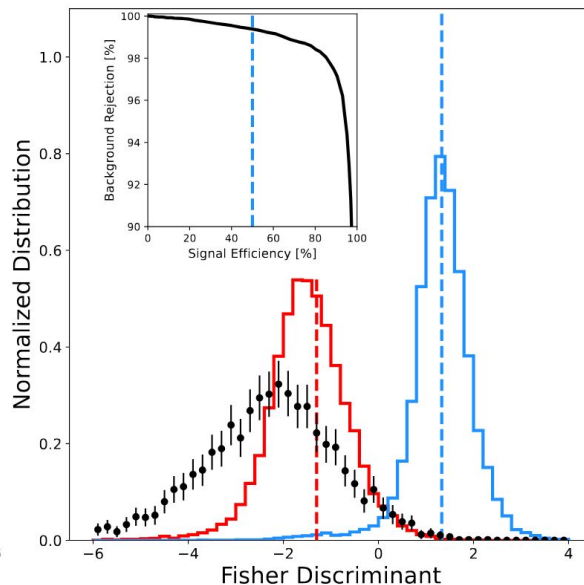 100
98
96
94
92
90
Background Rejection [%]
0 20 40 60 80 100
Signal Efficiency [%]
1.0
0.8
0.6
0.4
0.2
0.0
Normalized Distribution
−6 −4 −2 0 2 4
Fisher Discriminant